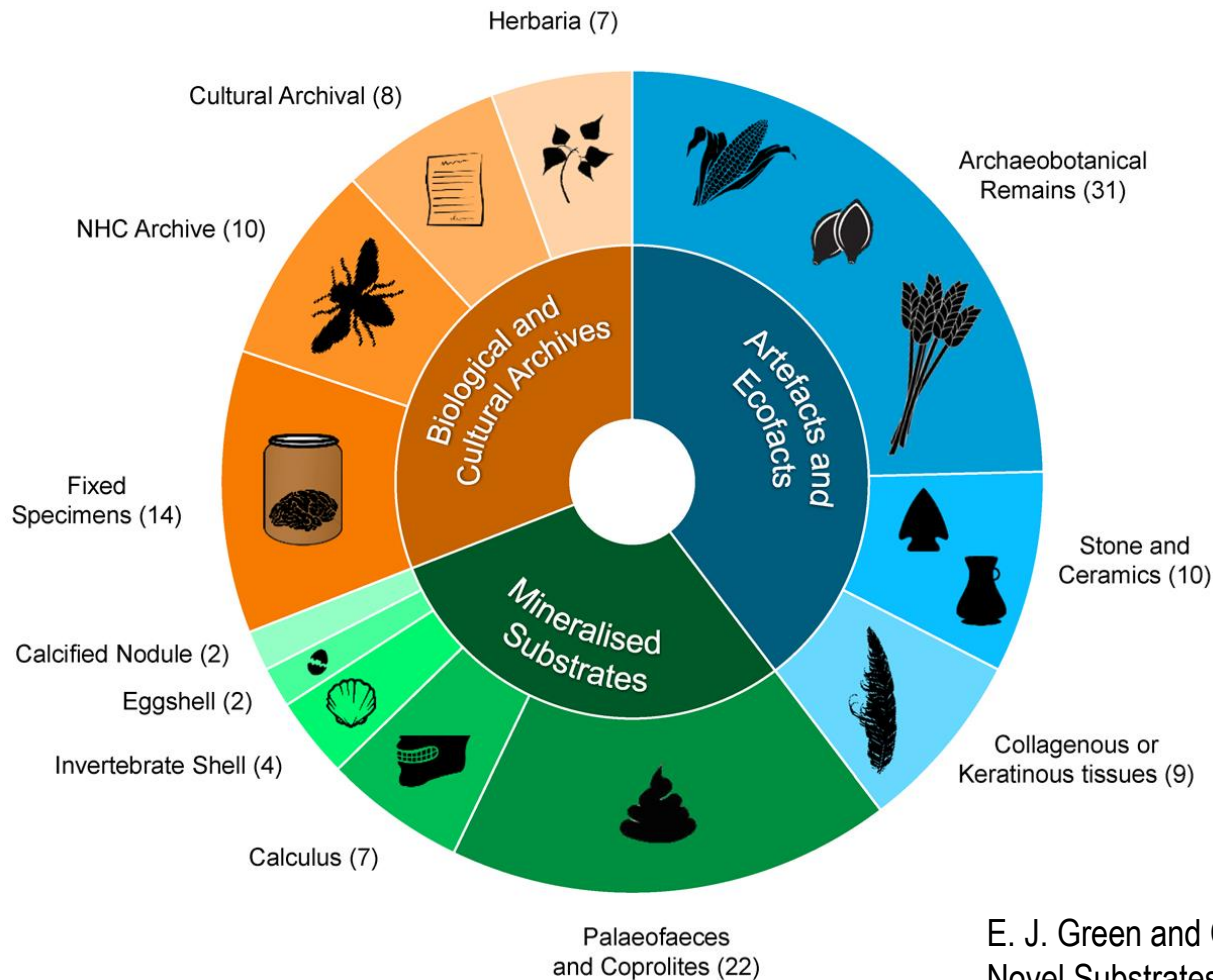 Herbaria (7)
Cultural Archival (8)
NHC Archive (10)
Archaeobotanical
Remains (31)
Biological and
Cultural Archives
Artefacts and
Ecofacts
Fixed
Specimens (14)
Stone and
Ceramics (10)
Mineralised
Substrates
Calcified Nodule (2)
Eggshell (2)
Invertebrate Shell (4)
Collagenous or
Keratinous tissues (9)
Calculus (7)
Palaeofaeces
and Coprolites (22)
E. J. Green and
Novel Substrates